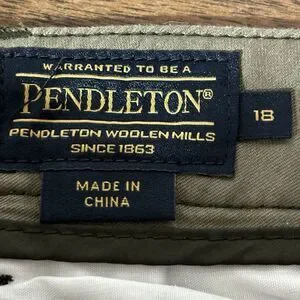 WARRANTED TO BE A
PENDLETON®
PENDLETON WOOLEN MILLS
SINCE 1863
18
MADE IN
CHINA